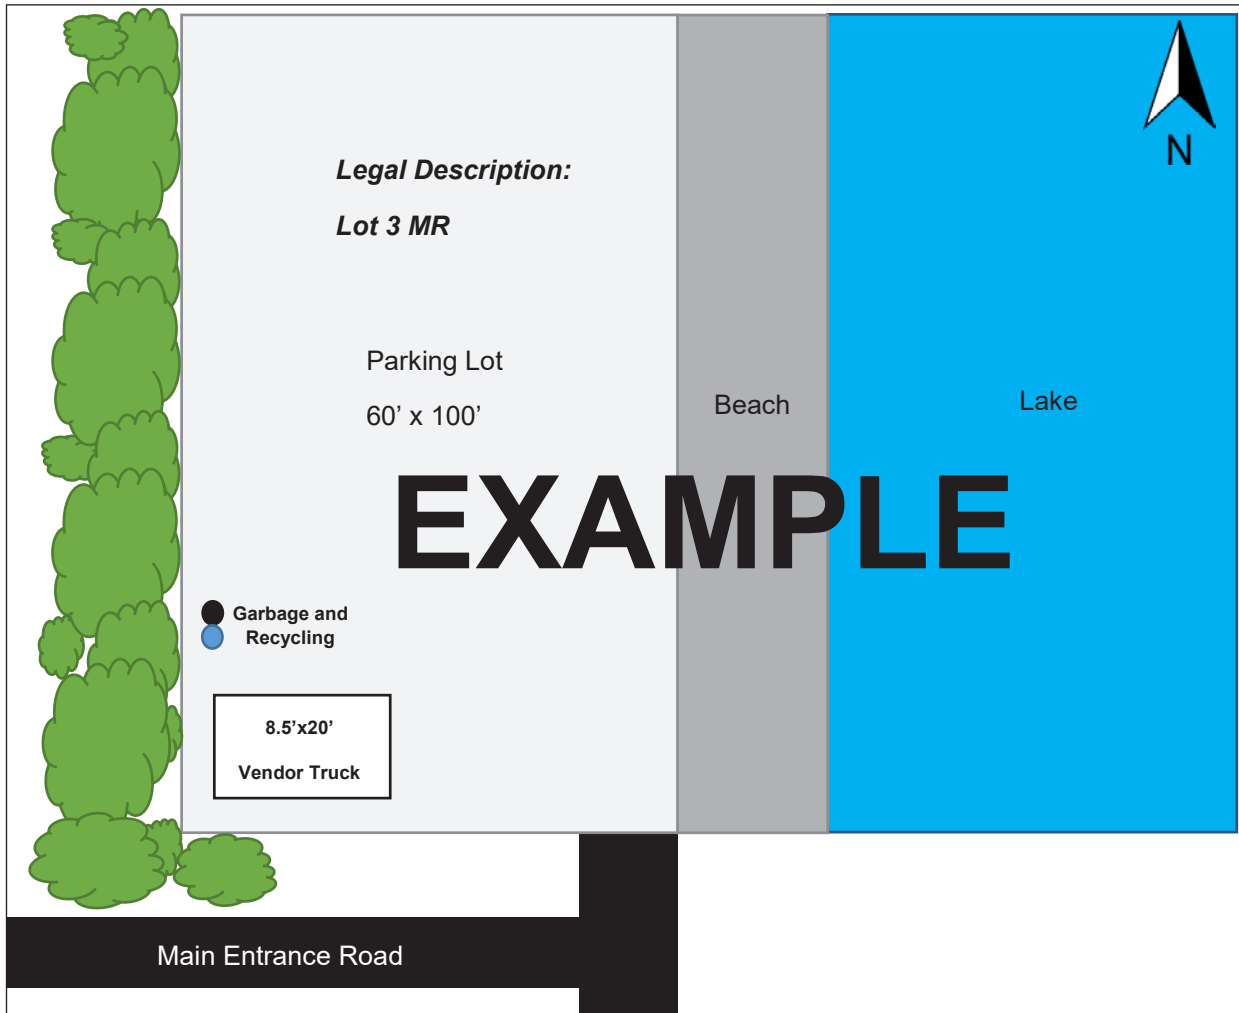 N
Legal Description:
Lot 3 MR
Parking Lot
60’ x 100’
Beach
Lake
EXAMPLE
Garbage and
Recycling
8.5’x20’
Vendor Truck
Main Entrance Road